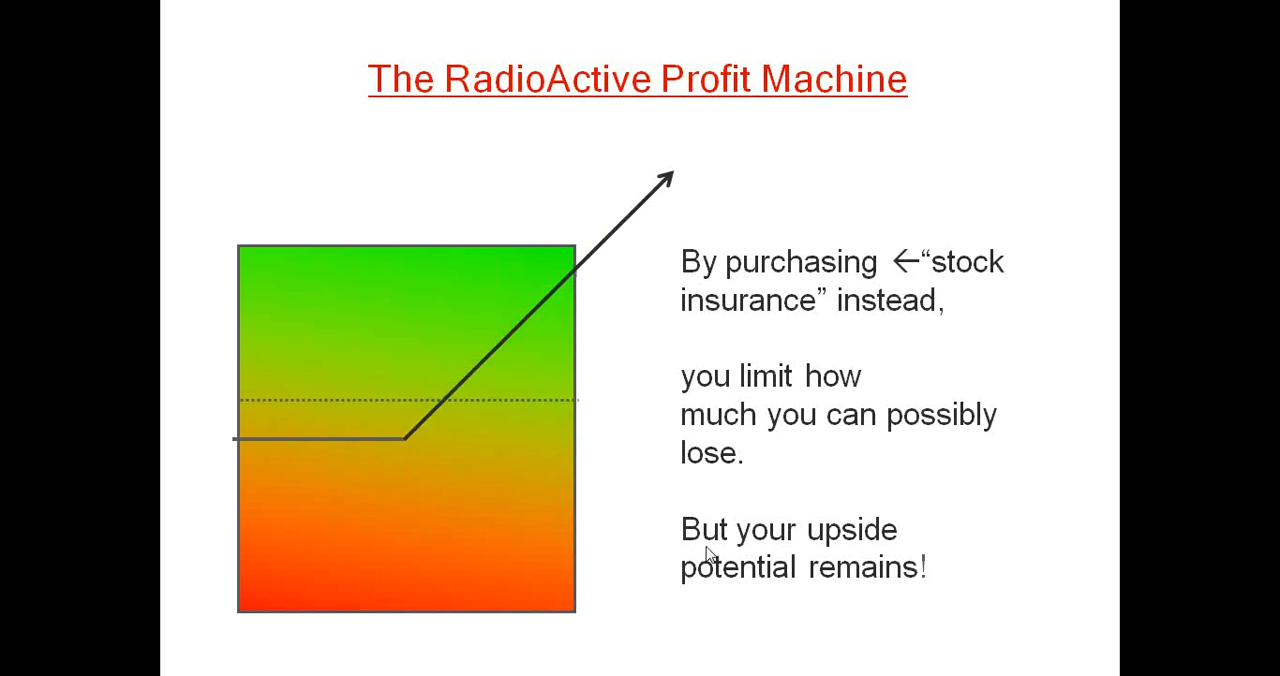 The RadioActive Profit Machine
By purchasing ←“stock
insurance” instead,
you limit how
much you can possibly
lose.
But your upside
potential remains!